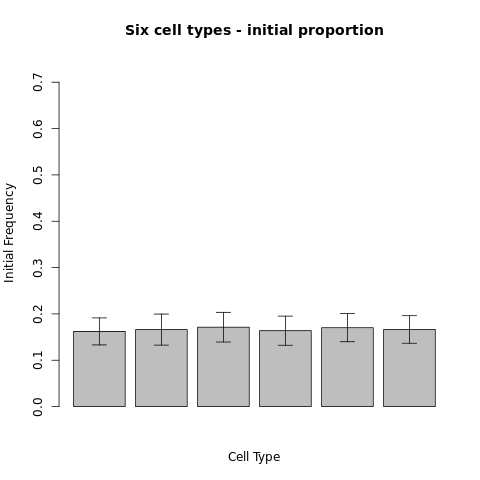 Six cell types - initial proportion
0.7
0.6
0.5
0.4
0.3
0.2
0.1
0.0
Initial Frequency
Cell Type